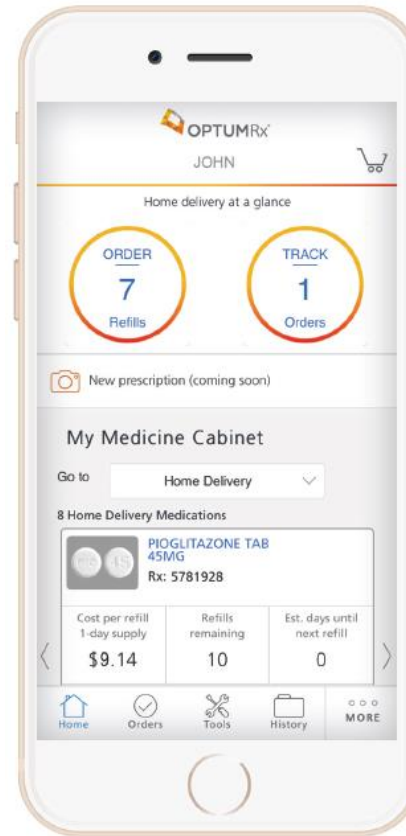 OPTUMRx®
JOHN
Home delivery at a glance
ORDER
7
Refills
TRACK
1
Orders
New prescription (coming soon)
My Medicine Cabinet
Go to
Home Delivery
8 Home Delivery Medications
PIOGLITAZONE TAB
45MG
Rx: 5781928
Cost per refill
1-day supply
$9.14
Refills
remaining
10
Est. days until
next refill
0
Home
Orders
Tools
History
MORE